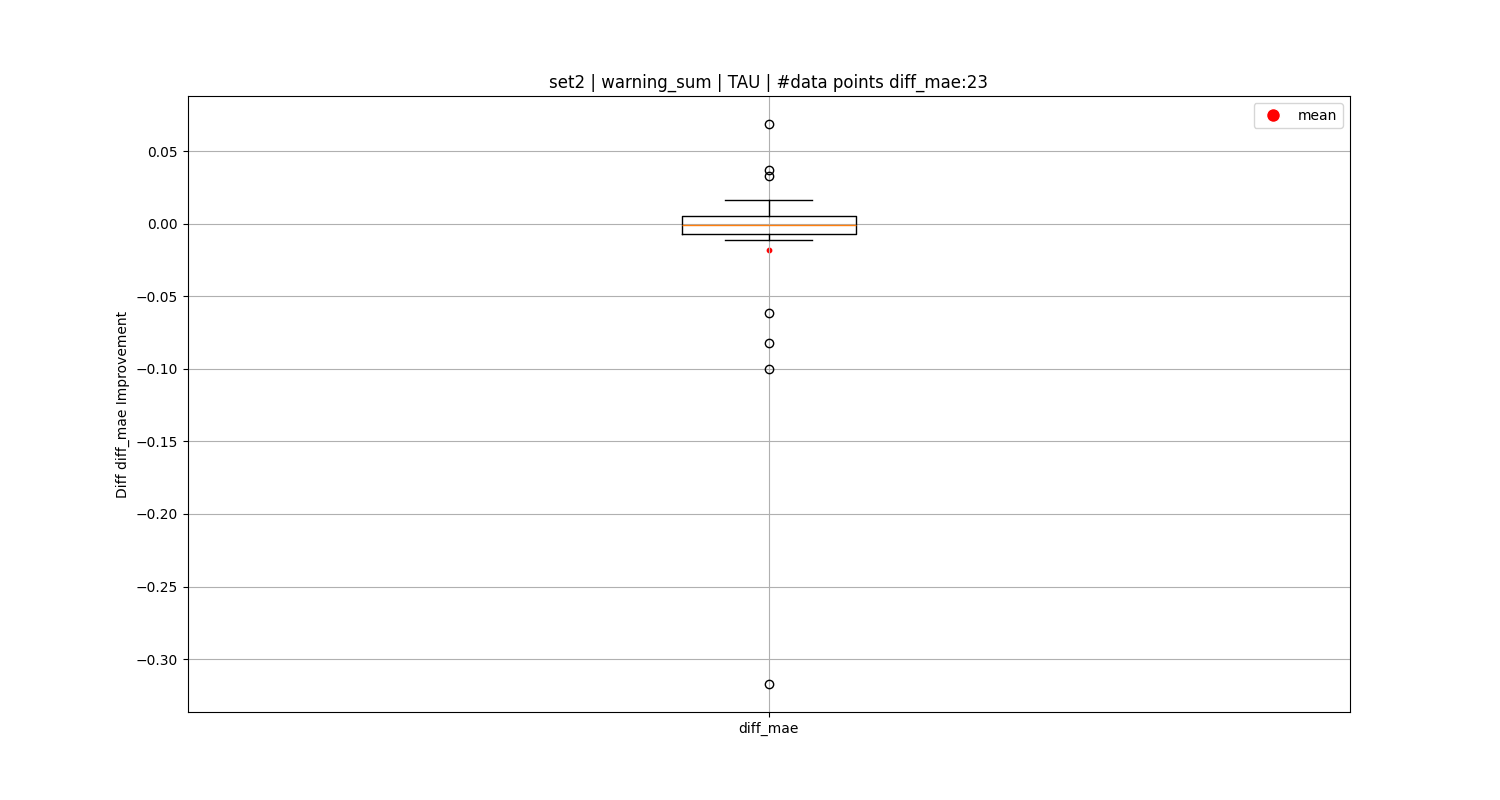 set2 | warning_sum | TAU | #data points diff_mae:23
mean
0.05
0.00
−0.05
−0.10
−0.15
−0.20
−0.25
−0.30
Diff diff_mae Improvement
diff_mae